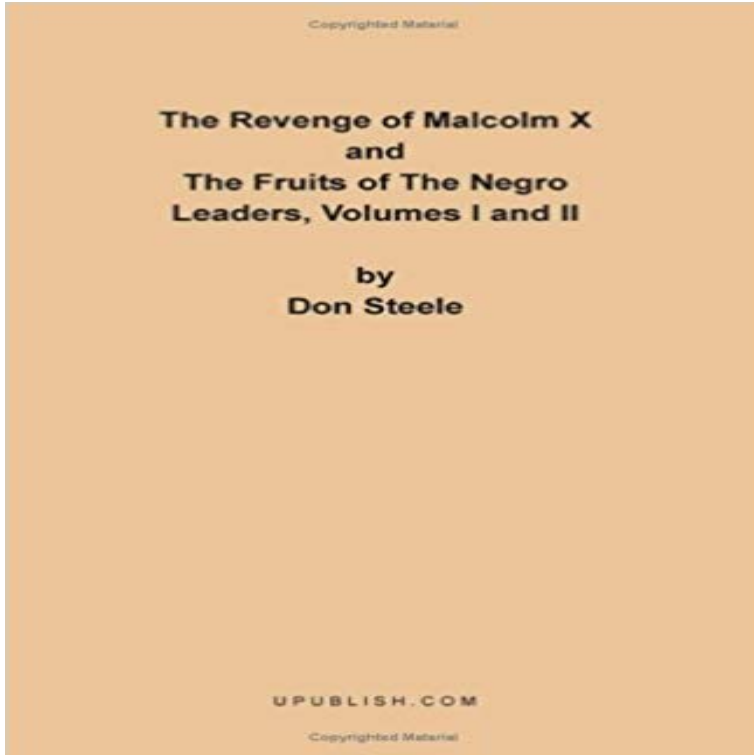 Copyrighted Material
The Revenge of Malcolm X
and
The Fruits of The Negro
Leaders, Volumes I and II
by
Don Steele
UPUBLISH.COM
Copyrighted Material